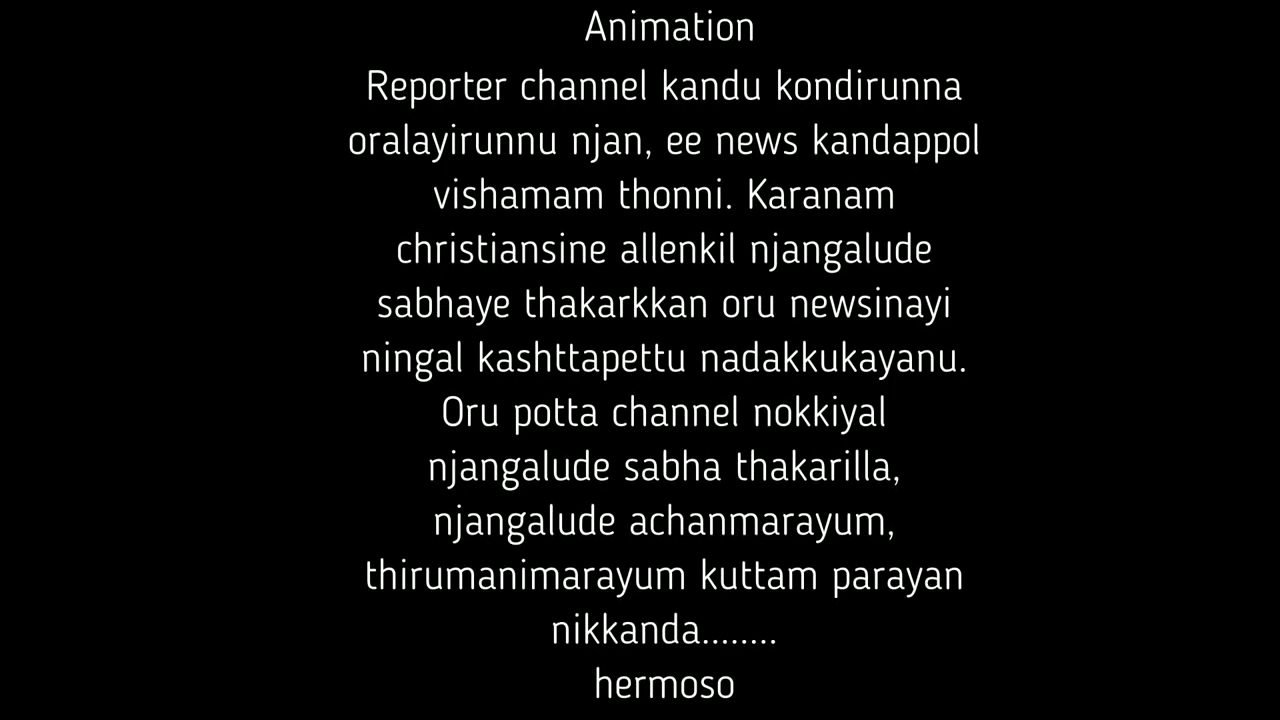 Animation
Reporter channel kandu kondirunna
oralayirunnu njan, ee news kandappol
vishamam thonni. Karanam
christiansine allenkil njangalude
sabhaye thakarkkan oru newsinayi
ningal kashttapettu nadakkukayanu.
Oru potta channel nokkiyal
njangalude sabha thakarilla,
njangalude achanmarayum,
thirumanimarayum kuttam parayan
nikkanda........
hermoso